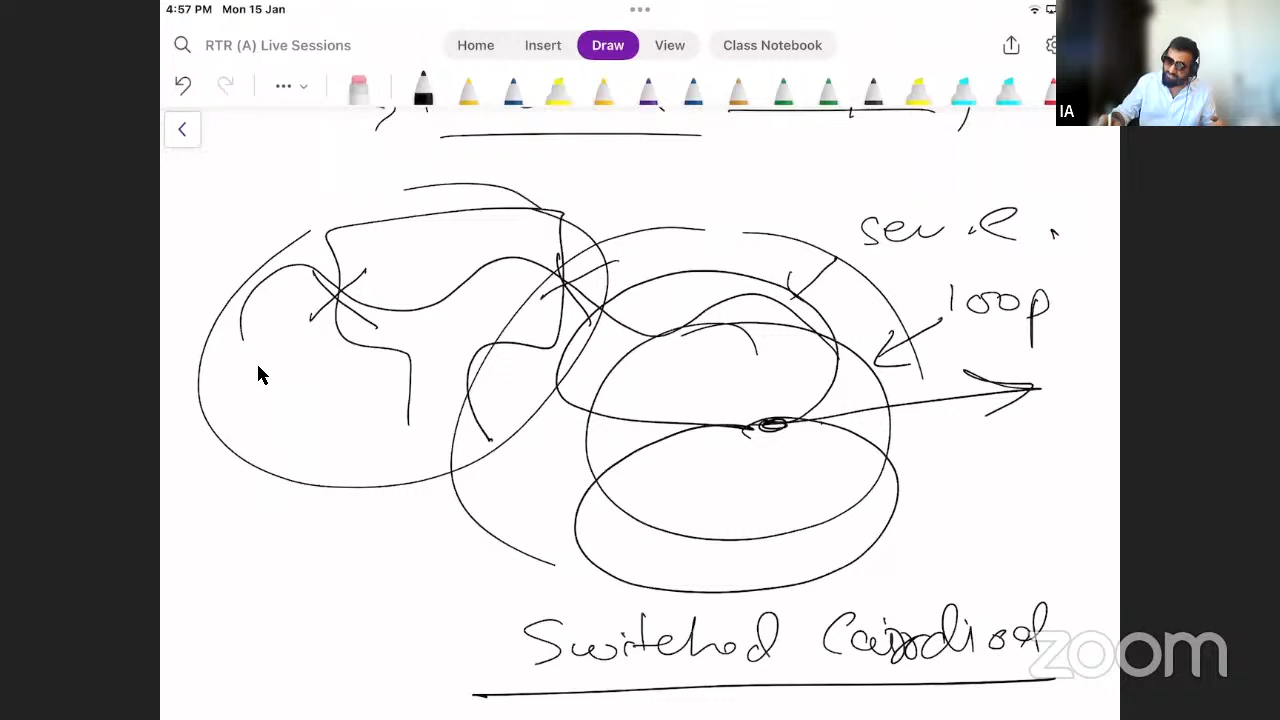 4:57 PM Mon 15 Jan
RTR (A) Live Sessions
Home Insert Draw View Class Notebook
IA
loop
Switched Cardiod
zoom